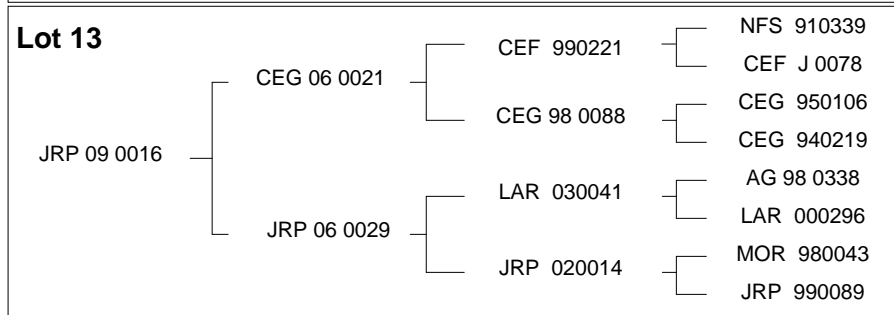 Lot 13
JRP 09 0016
CEG 06 0021
JRP 06 0029
CEF 990221
CEG 98 0088
LAR 030041
JRP 020014
NFS 910339
CEF J 0078
CEG 950106
CEG 940219
AG 98 0338
LAR 000296
MOR 980043
JRP 990089